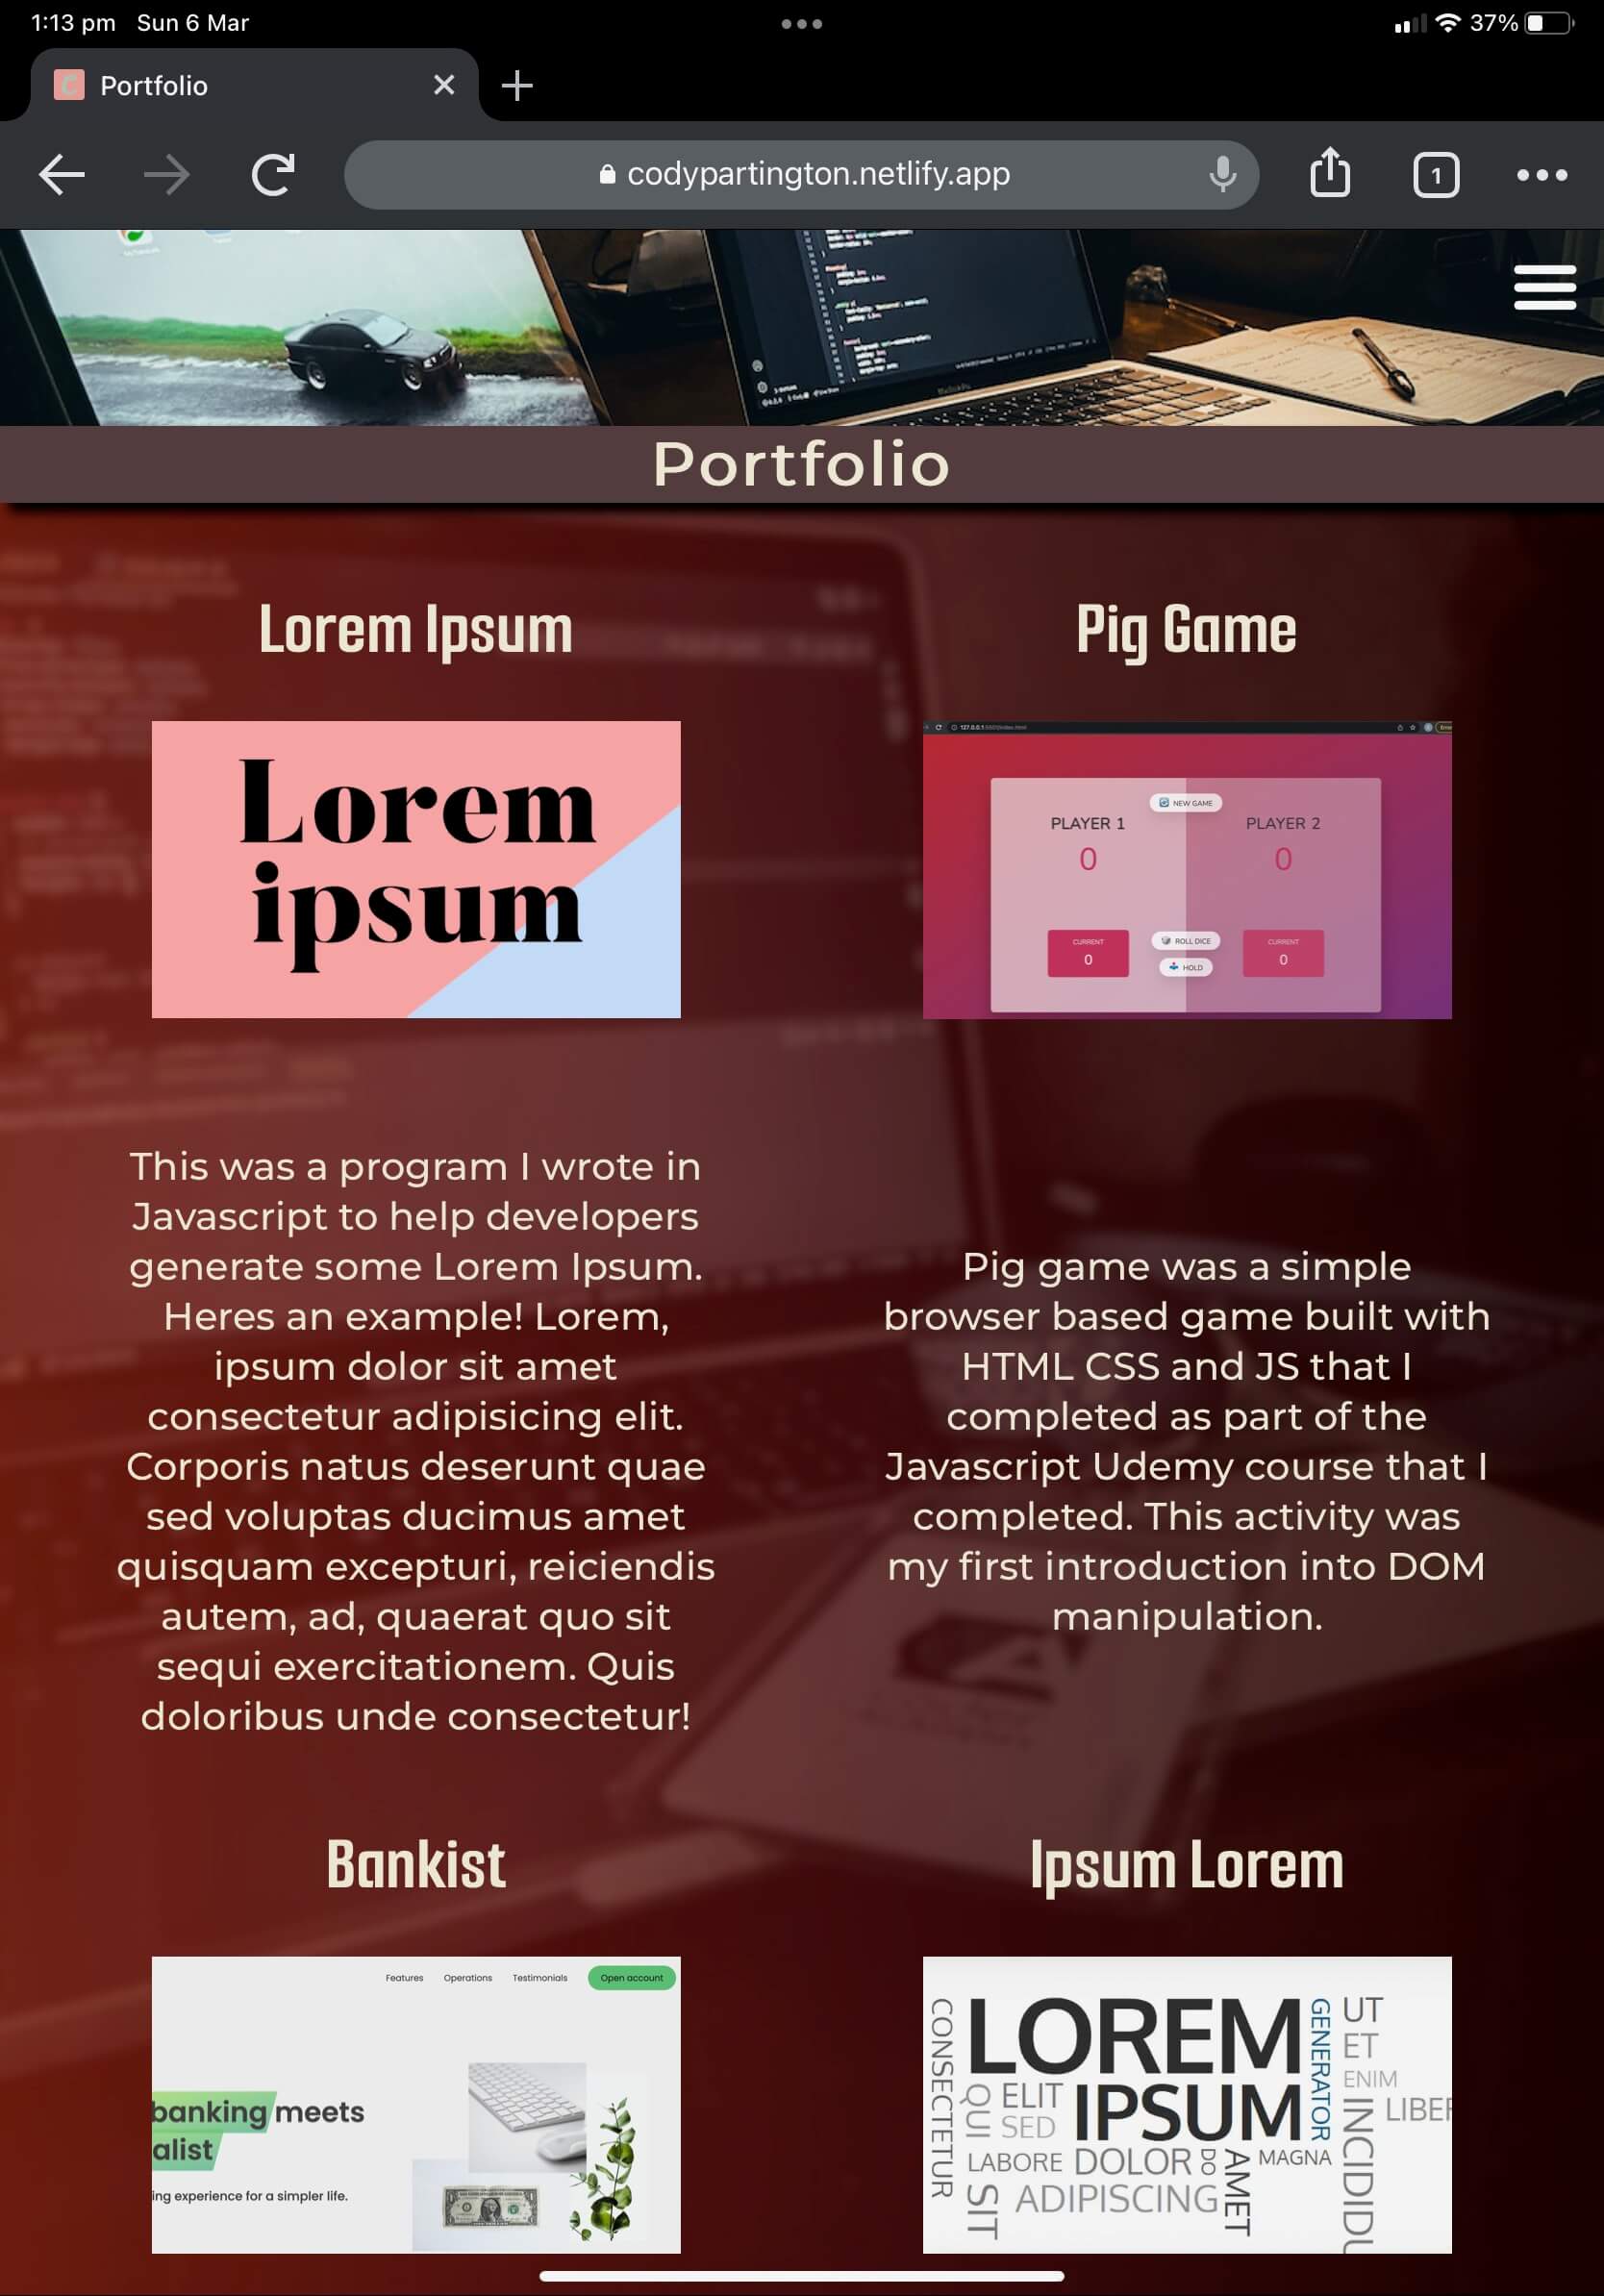 1:13 pm Sun 6 Mar
37%
Portfolio
codypartington.netlify.app
1
Portfolio
Lorem Ipsum
Lorem
ipsum
This was a program I wrote in
Javascript to help developers
generate some Lorem Ipsum.
Heres an example! Lorem,
ipsum dolor sit amet
consectetur adipisicing elit.
Corporis natus deserunt quae
sed voluptas ducimus amet
quisquam excepturi, reiciendis
autem, ad, quaerat quo sit
sequi exercitationem. Quis
doloribus unde consectetur!
Pig Game
NEW GAME
PLAYER 1
PLAYER 2
0
0
CURRENT
0
ROLL DICE
HOLD
CURRENT
0
Pig game was a simple
browser based game built with
HTML CSS and JS that I
completed as part of the
Javascript Udemy course that I
completed. This activity was
my first introduction into DOM
manipulation.
Bankist
Features Operations Testimonials Open account
banking meets
alist
ing experience for a simpler life.
Ipsum Lorem
CONSECTETUR
LOREM
GENERATOR
UT
ET
ENIM
QUI
ELIT
SED
IPSUM
INCIDIDU
LIBER
LABORE
DOLOR
DO
AMET
MAGNA
SIT
ADIPISCING